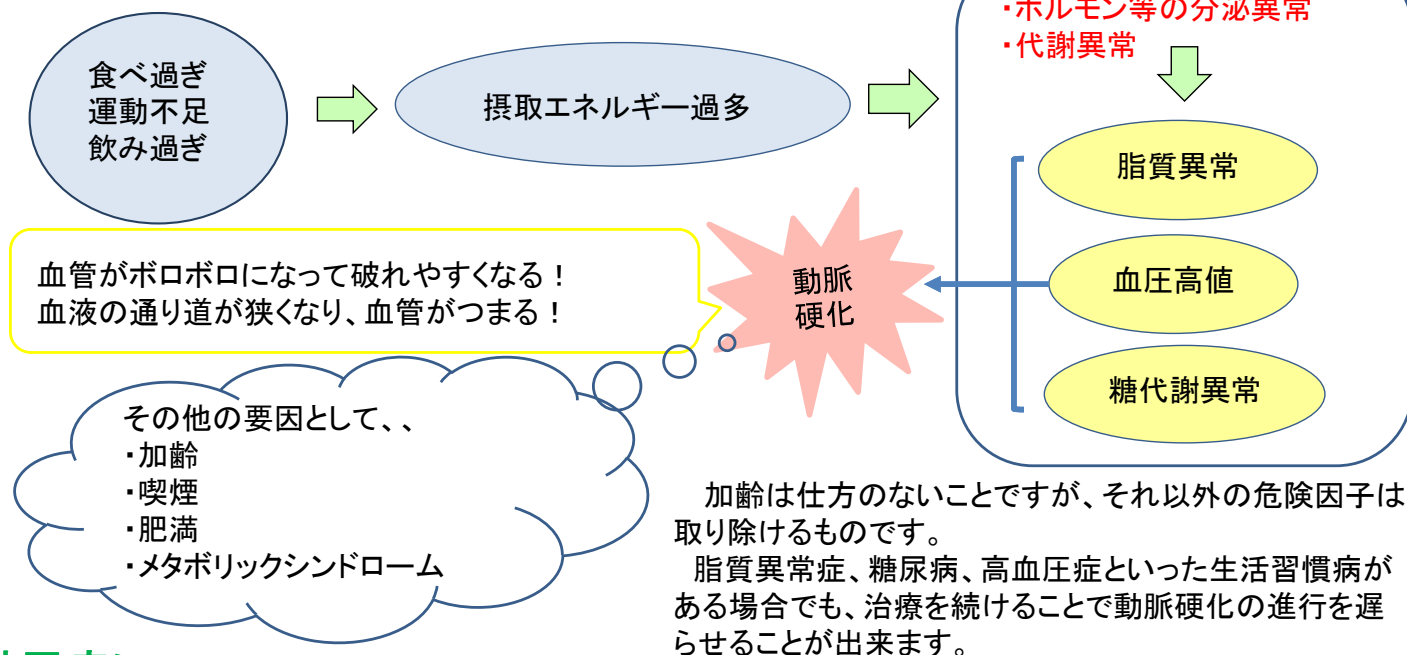 ・ホルモン等の分泌異常
・代謝異常
食べ過ぎ
運動不足
飲み過ぎ
摂取エネルギー過多
脂質異常
血圧高値
糖代謝異常
動脈
硬化
血管がボロボロになって破れやすくなる！
血液の通り道が狭くなり、血管がつまる！
その他の要因として、、
・加齢
・喫煙
・肥満
・メタボリックシンドローム
加齢は仕方のないことですが、それ以外の危険因子は
取り除けるものです。
脂質異常症、糖尿病、高血圧症といった生活習慣病が
ある場合でも、治療を続けることで動脈硬化の進行を遅
らせることが出来ます。